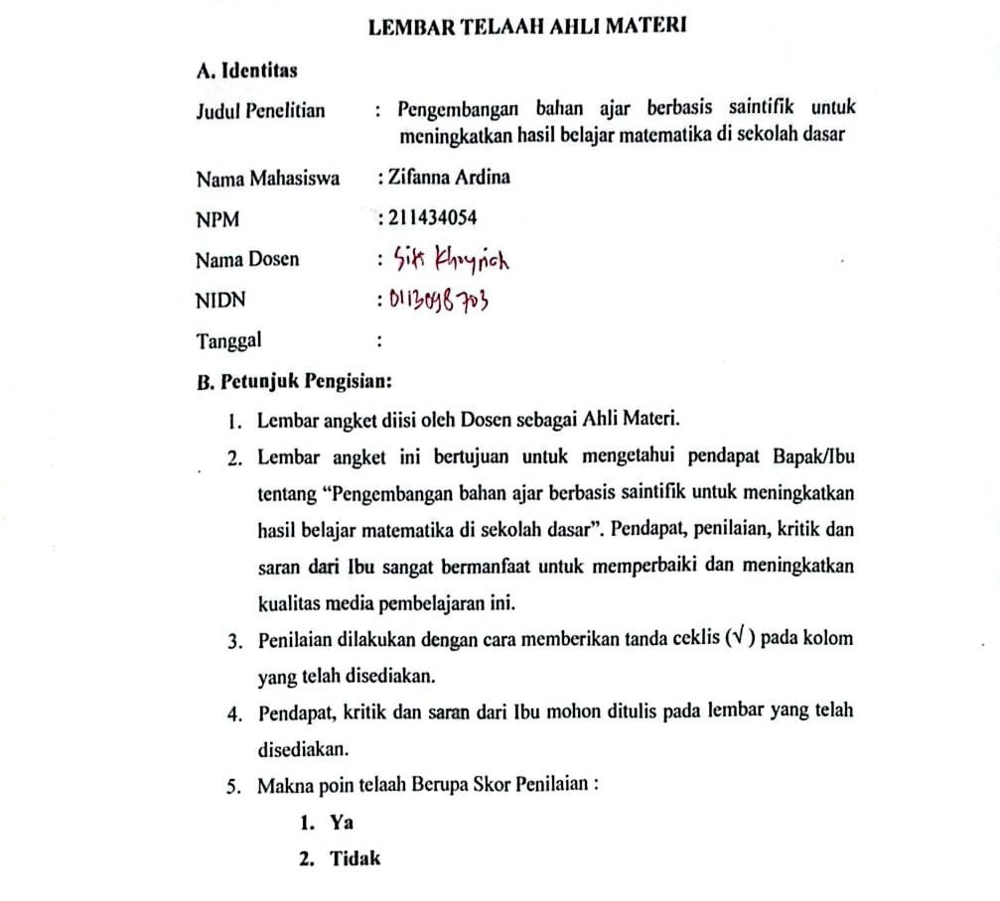 LEMBAR TELAAH AHLI MATERI
A. Identitas
Judul Penelitian : Pengembangan bahan ajar berbasis saintifik untuk
meningkatkan hasil belajar matematika di sekolah dasar
Nama Mahasiswa : Zifanna Ardina
NPM : 211434054
Nama Dosen : Siti
NIDN :
Tanggal :
B. Petunjuk Pengisian:
1. Lembar angket diisi oleh Dosen sebagai Ahli Materi.
2. Lembar angket ini bertujuan untuk mengetahui pendapat Bapak/Ibu
tentang “Pengembangan bahan ajar berbasis saintifik untuk meningkatkan
hasil belajar matematika di sekolah dasar”. Pendapat, penilaian, kritik dan
saran dari Ibu sangat bermanfaat untuk memperbaiki dan meningkatkan
kualitas media pembelajaran ini.
3. Penilaian dilakukan dengan cara memberikan tanda ceklis (√ ) pada kolom
yang telah disediakan.
4. Pendapat, kritik dan saran dari Ibu mohon ditulis pada lembar yang telah
disediakan.
5. Makna poin telaah Berupa Skor Penilaian :
1. Ya
2. Tidak